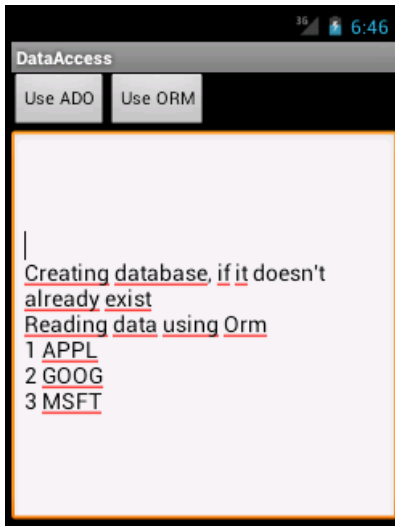 3G 6:46
DataAccess
Use ADO Use ORM
Creating database, if it doesn't
already exist
Reading data using Orm
1 APPL
2 GOOG
3 MSFT